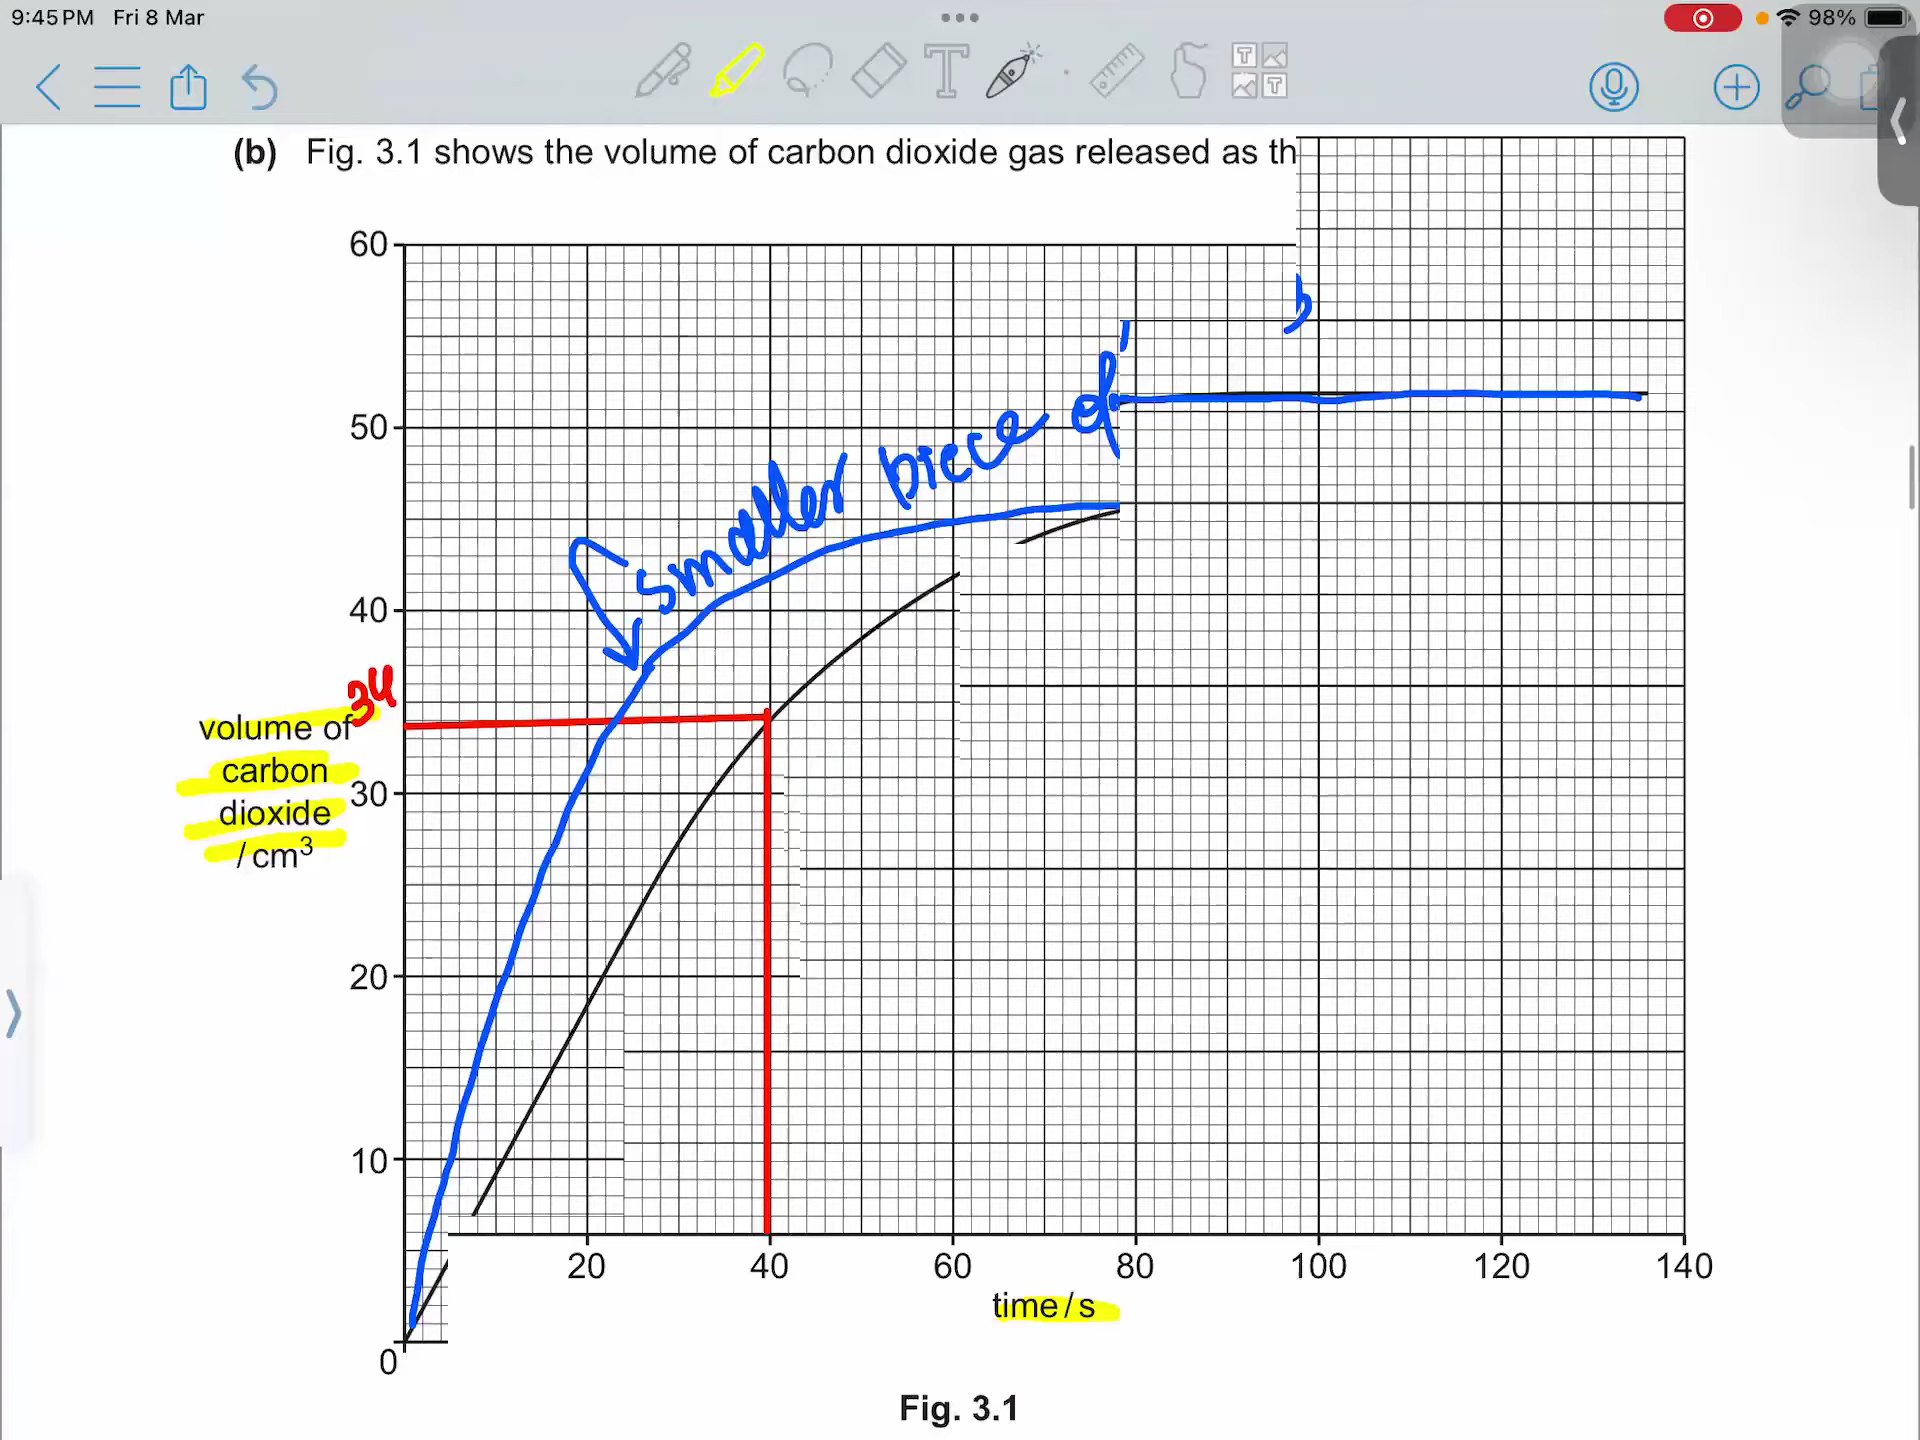 9:45 PM Fri 8 Mar
98%
(b) Fig. 3.1 shows the volume of carbon dioxide gas released as th
60
50
40
30
20
10
0
smaller piece of
34
volume of
carbon
dioxide
/ cm³
20 40 60 80 100 120 140
time / s
Fig. 3.1